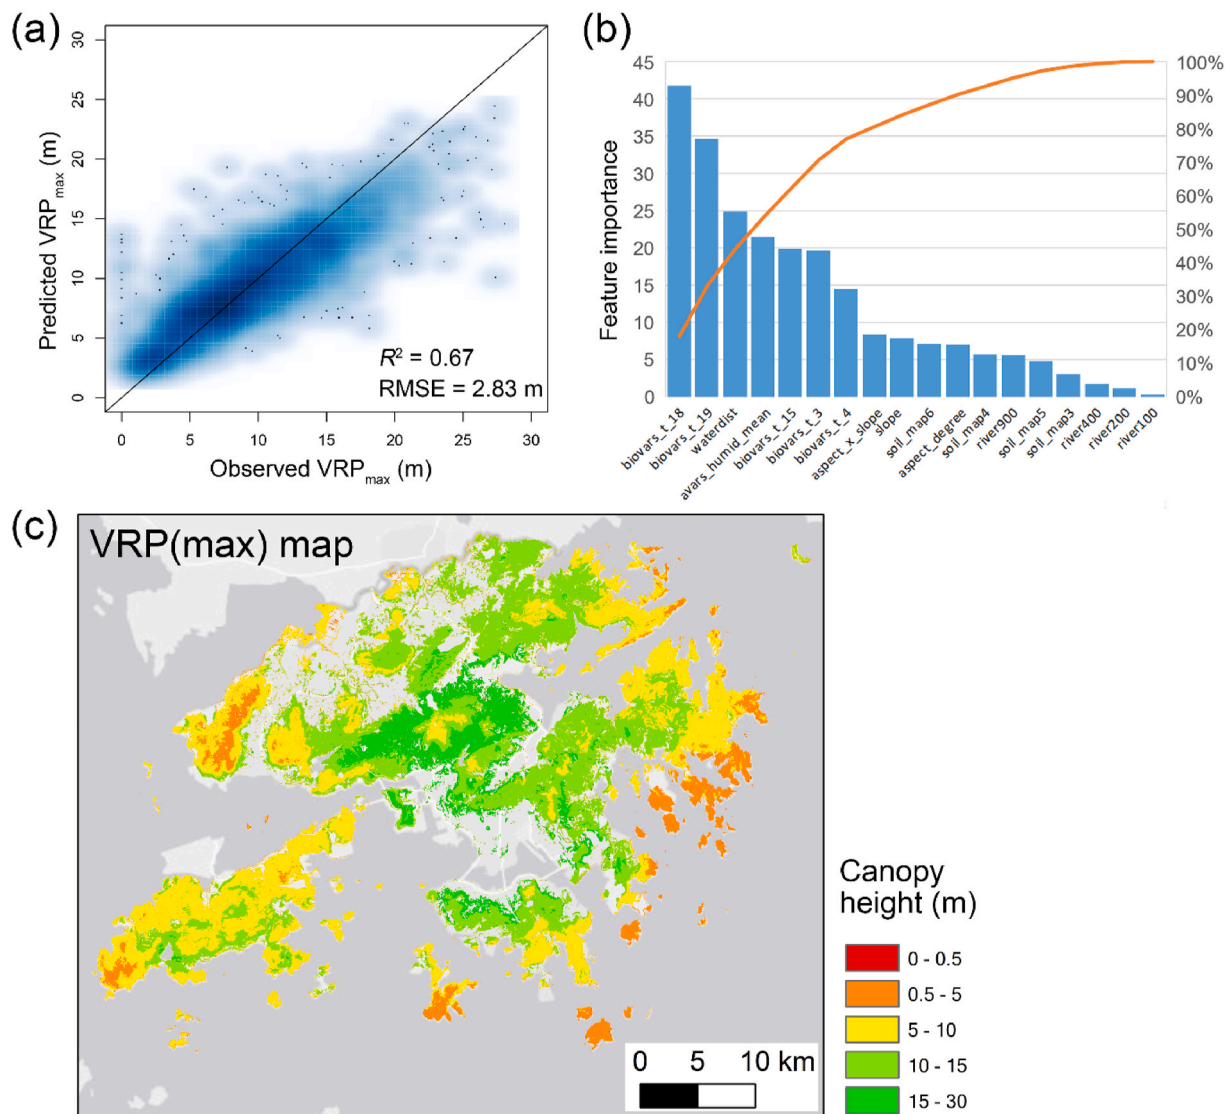 (a)
30
25
20
15
10
5
0
Predicted VRPmax (m)
R² = 0.67
RMSE = 2.83 m
0 5 10 15 20 25 30
Observed VRPmax (m)
(b)
45
40
35
30
25
20
15
10
5
0
Feature importance
100%
90%
80%
70%
60%
50%
40%
30%
20%
10%
0%
biovars_t_18
biovars_t_19
waterdist
avars_humid_mean
biovars_t_15
biovars_t_3
biovars_t_4
aspect_x_slope
slope
soil_map6
aspect_degree
soil_map4
river900
soil_map5
soil_map3
river400
river200
river100
(c)
VRP(max) map
0 5 10 km
Canopy
height (m)
0 - 0.5
0.5 - 5
5 - 10
10 - 15
15 - 30